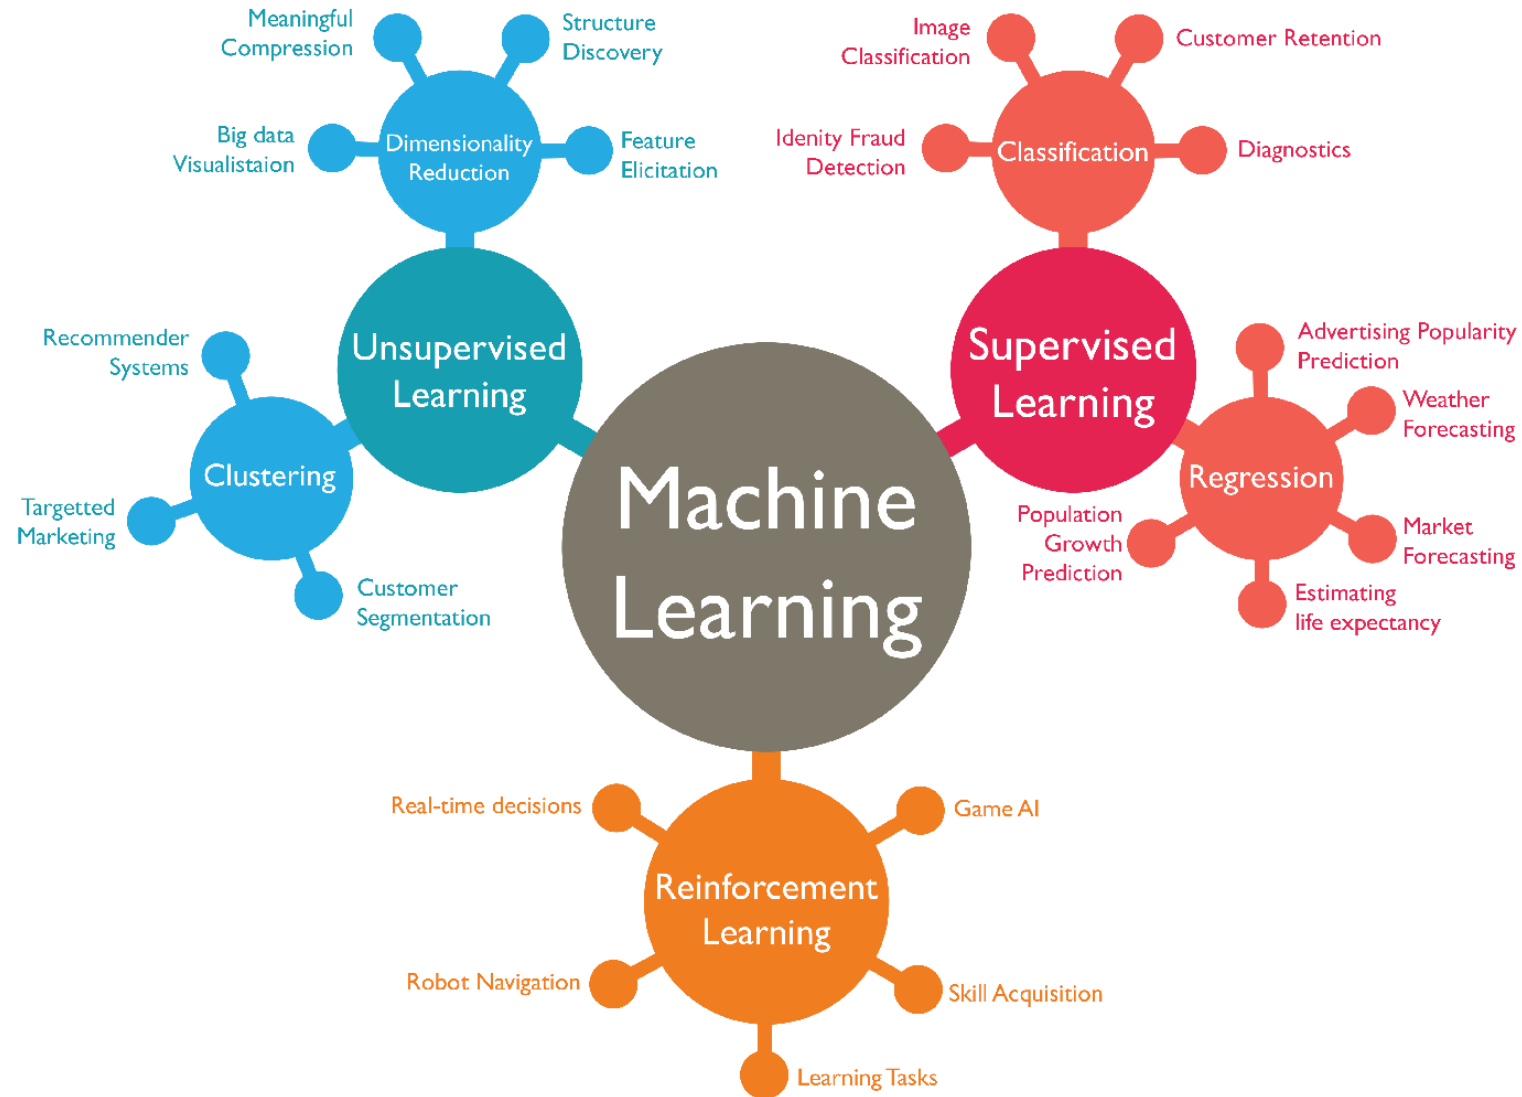 Meaningful
Compression
Structure
Discovery
Big data
Visualistaion
Dimensionality
Reduction
Feature
Elicitation
Image
Classification
Customer Retention
Idenity Fraud
Detection
Classification
Diagnostics
Unsupervised
Learning
Recommender
Systems
Clustering
Targetted
Marketing
Customer
Segmentation
Supervised
Learning
Advertising Popularity
Prediction
Weather
Forecasting
Regression
Population
Growth
Prediction
Market
Forecasting
Estimating
life expectancy
Machine
Learning
Real-time decisions
Game AI
Reinforcement
Learning
Robot Navigation
Skill Acquisition
Learning Tasks